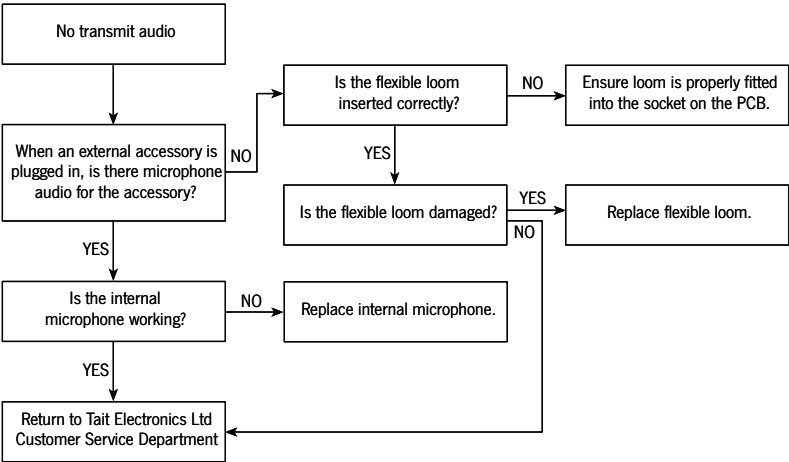 No transmit audio
When an external accessory is
plugged in, is there microphone
audio for the accessory?
NO
Is the flexible loom
inserted correctly?
NO
Ensure loom is properly fitted
into the socket on the PCB.
YES
Is the flexible loom damaged?
YES
Replace flexible loom.
NO
YES
Is the internal
microphone working?
NO
Replace internal microphone.
YES
Return to Tait Electronics Ltd
Customer Service Department